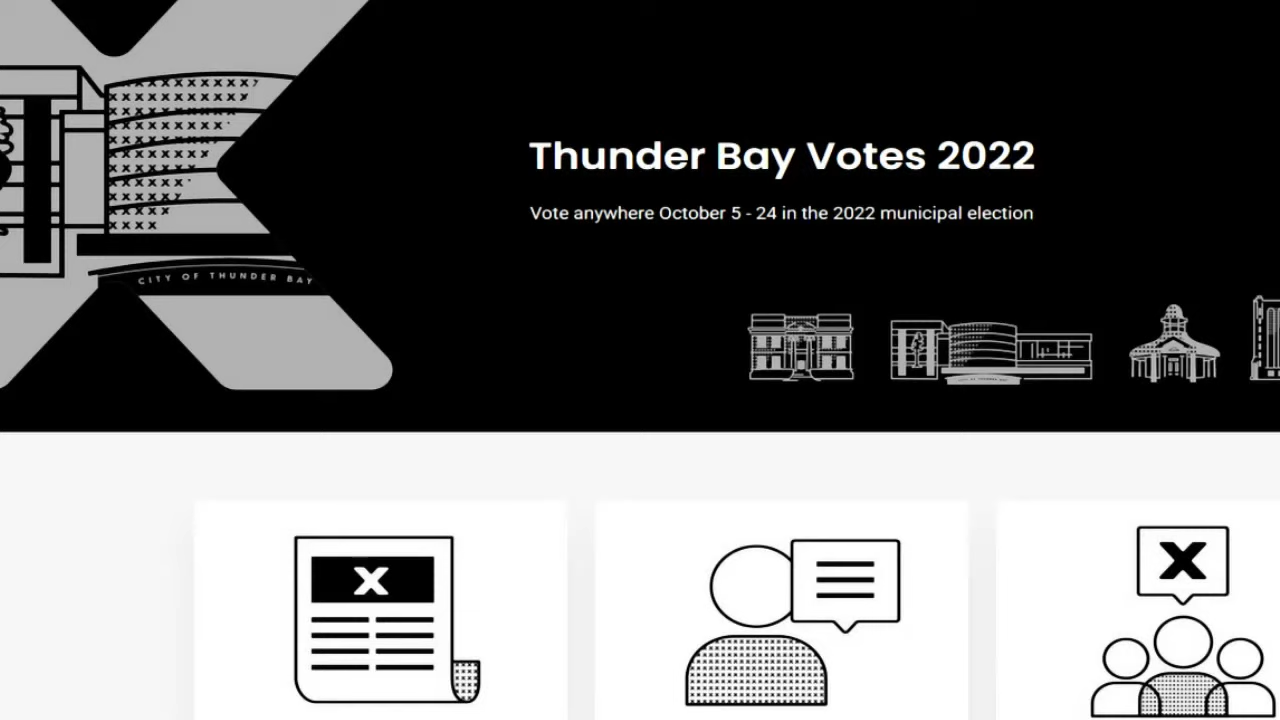 CITY OF THUNDER BAY
Thunder Bay Votes 2022
Vote anywhere October 5 - 24 in the 2022 municipal election
X
X